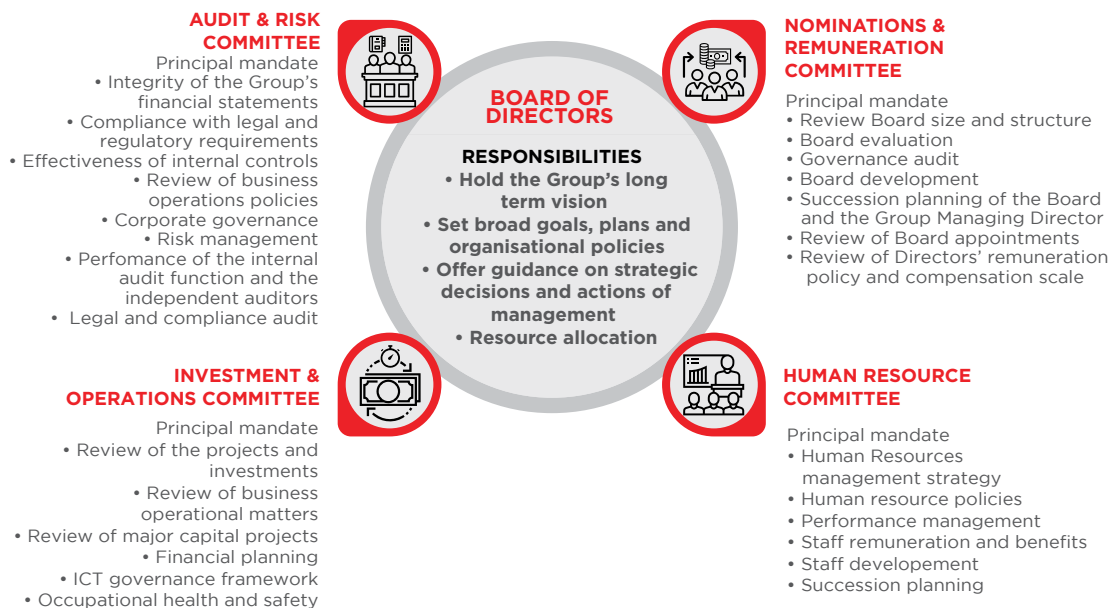 AUDIT & RISK
COMMITTEE
Principal mandate
• Integrity of the Group's
financial statements
• Compliance with legal and
regulatory requirements
• Effectiveness of internal controls
• Review of business
operations policies
• Corporate governance
• Risk management
• Perfomance of the internal
audit function and the
independent auditors
• Legal and compliance audit
NOMINATIONS &
REMUNERATION
COMMITTEE
Principal mandate
• Review Board size and structure
• Board evaluation
• Governance audit
• Board development
• Succession planning of the Board
and the Group Managing Director
• Review of Board appointments
• Review of Directors' remuneration
policy and compensation scale
BOARD OF
DIRECTORS
RESPONSIBILITIES
• Hold the Group's long
term vision
• Set broad goals, plans and
organisational policies
• Offer guidance on strategic
decisions and actions of
management
• Resource allocation
INVESTMENT &
OPERATIONS COMMITTEE
Principal mandate
• Review of the projects and
investments
• Review of business
operational matters
• Review of major capital projects
• Financial planning
• ICT governance framework
• Occupational health and safety
HUMAN RESOURCE
COMMITTEE
Principal mandate
• Human Resources
management strategy
• Human resource policies
• Performance management
• Staff remuneration and benefits
• Staff developement
• Succession planning